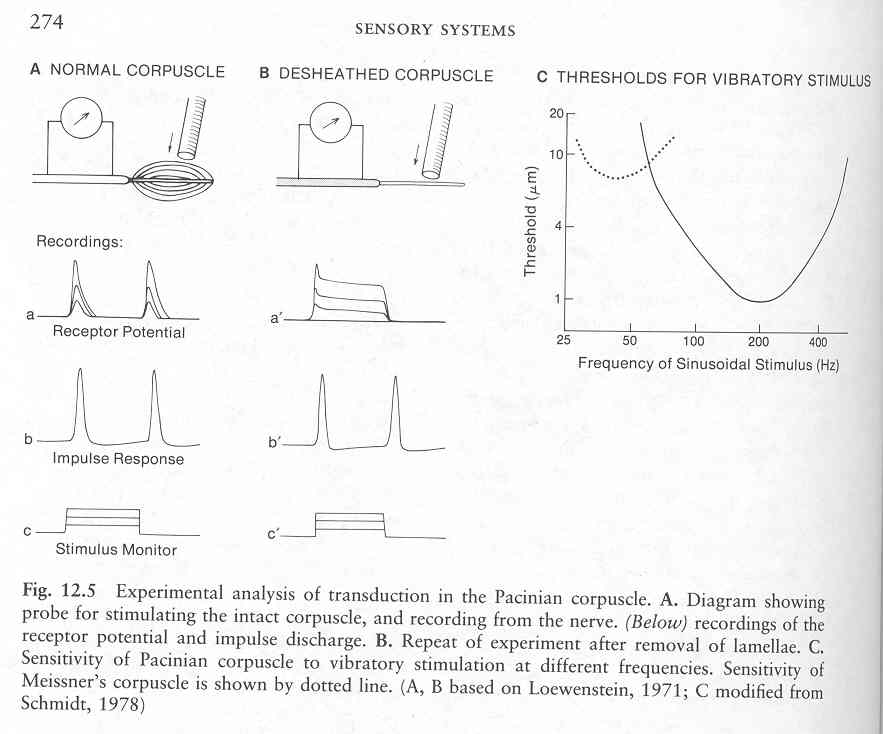 274
SENSORY SYSTEMS
A NORMAL CORPUSCLE
B DESHEATHED CORPUSCLE
C THRESHOLDS FOR VIBRATORY STIMULUS
Recordings:
a
Receptor Potential
b
Impulse Response
c
Stimulus Monitor
a′
b′
c′
Threshold (μm)
20
10
4
1
25 50 100 200 400
Frequency of Sinusoidal Stimulus (Hz)
Fig. 12.5 Experimental analysis of transduction in the Pacinian corpuscle. A. Diagram showing
probe for stimulating the intact corpuscle, and recording from the nerve. (Below) recordings of the
receptor potential and impulse discharge. B. Repeat of experiment after removal of lamellae. C.
Sensitivity of Pacinian corpuscle to vibratory stimulation at different frequencies. Sensitivity of
Meissner's corpuscle is shown by dotted line. (A, B based on Loewenstein, 1971; C modified from
Schmidt, 1978)